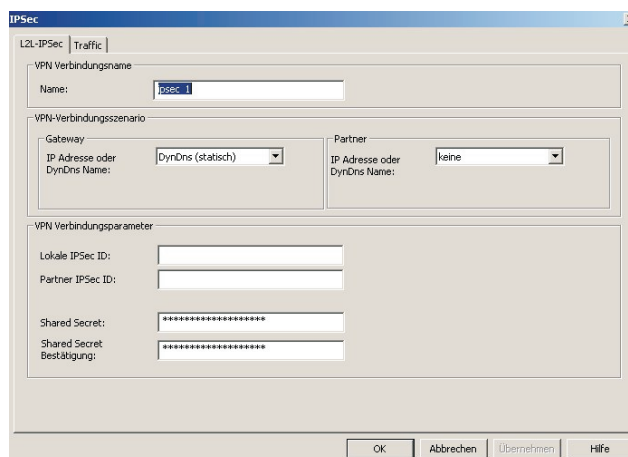 IPSec
L2L-IPSec Traffic
VPN Verbindungsname
Name: ipsec_1
VPN-Verbindungsszenario
Gateway
IP Adresse oder
DynDns Name:
DynDns (statisch)
Partner
IP Adresse oder
DynDns Name:
keine
VPN Verbindungsparameter
Lokale IPSec ID:
Partner IPSec ID:
Shared Secret: *******************
Shared Secret
Bestätigung: *******************
OK Abbrechen Übernehmen Hilfe